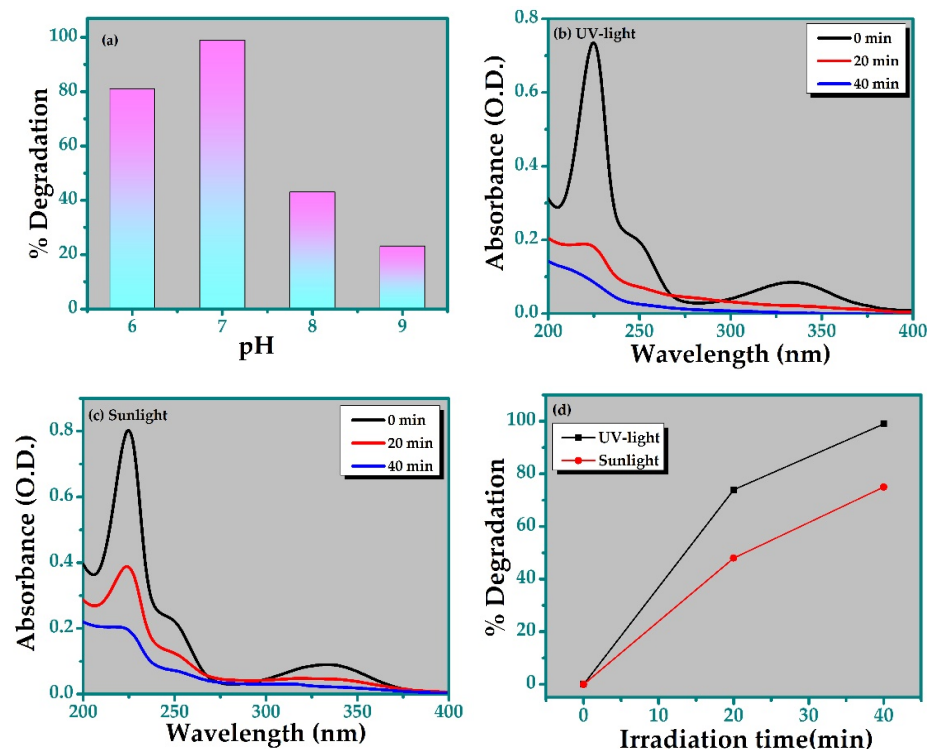 (a)
% Degradation
100
80
60
40
20
0
6 7 8 9
pH
(b) UV-light
0 min
20 min
40 min
Absorbance (O.D.)
0.8
0.6
0.4
0.2
0.0
200 250 300 350 400
Wavelength (nm)
(c) Sunlight
0 min
20 min
40 min
Absorbance (O.D.)
0.8
0.6
0.4
0.2
0.0
200 250 300 350 400
Wavelength (nm)
(d)
UV-light
Sunlight
% Degradation
100
80
60
40
20
0
0 10 20 30 40
Irradiation time(min)